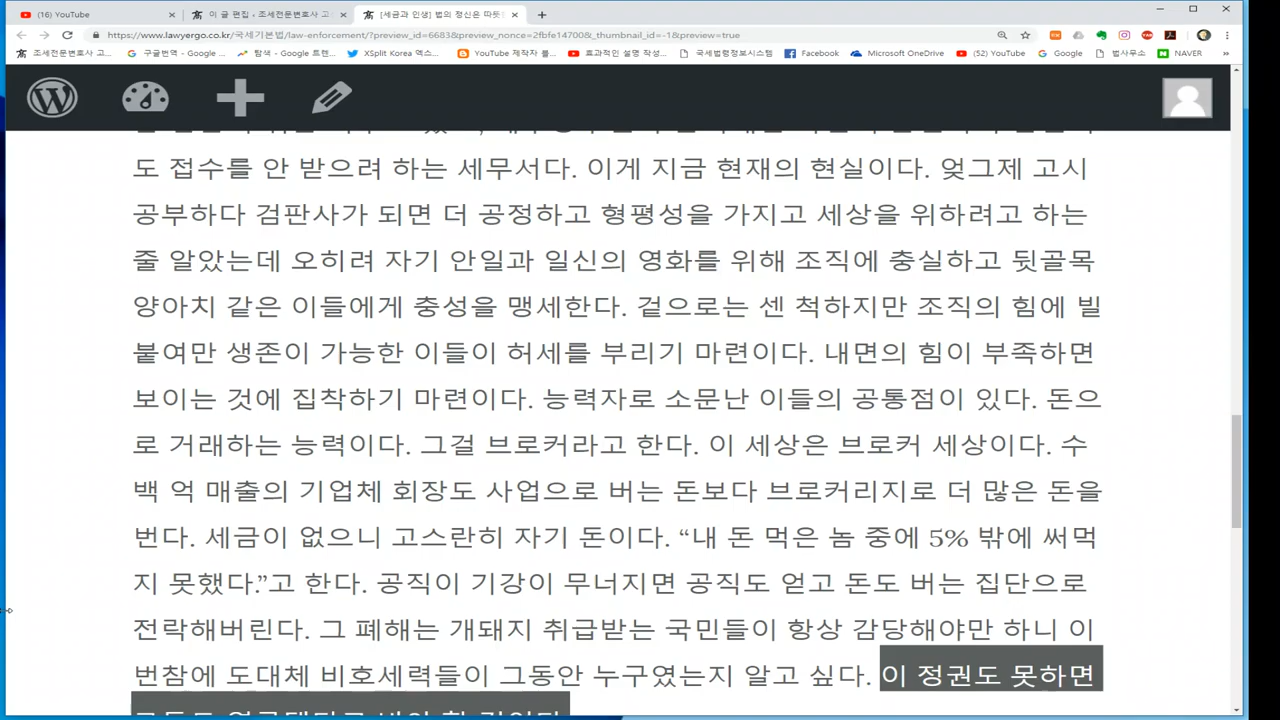 (16) YouTube
이 글 편집 ‹ 조세전문변호사 고
[세금과 인생] 법의 정신은 따뜻
https://www.lawyergo.co.kr/국세기본법/law-enforcement/?preview_id=6683&preview_nonce=2fbfe14700&_thumbnail_id=-1&preview=true
조세전문변호사 고...
구글번역 - Google ...
탐색 - Google 트렌...
XSplit Korea 엑스...
YouTube 제작자 블...
효과적인 설명 작성...
국세법령정보시스템
Facebook
Microsoft OneDrive
(52) YouTube
Google
법사무소
NAVER
도 접수를 안 받으려 하는 세무서다. 이게 지금 현재의 현실이다. 엊그제 고시
공부하다 검판사가 되면 더 공정하고 형평성을 가지고 세상을 위하려고 하는
줄 알았는데 오히려 자기 안일과 일신의 영화를 위해 조직에 충실하고 뒷골목
양아치 같은 이들에게 충성을 맹세한다. 겉으로는 센 척하지만 조직의 힘에 빌
붙여만 생존이 가능한 이들이 허세를 부리기 마련이다. 내면의 힘이 부족하면
보이는 것에 집착하기 마련이다. 능력자로 소문난 이들의 공통점이 있다. 돈으
로 거래하는 능력이다. 그걸 브로커라고 한다. 이 세상은 브로커 세상이다. 수
백 억 매출의 기업체 회장도 사업으로 버는 돈보다 브로커리지로 더 많은 돈을
번다. 세금이 없으니 고스란히 자기 돈이다. “내 돈 먹은 놈 중에 5% 밖에 써먹
지 못했다.”고 한다. 공직이 기강이 무너지면 공직도 얻고 돈도 버는 집단으로
전락해버린다. 그 폐해는 개돼지 취급받는 국민들이 항상 감당해야만 하니 이
번참에 도대체 비호세력들이 그동안 누구였는지 알고 싶다. 이 정권도 못하면